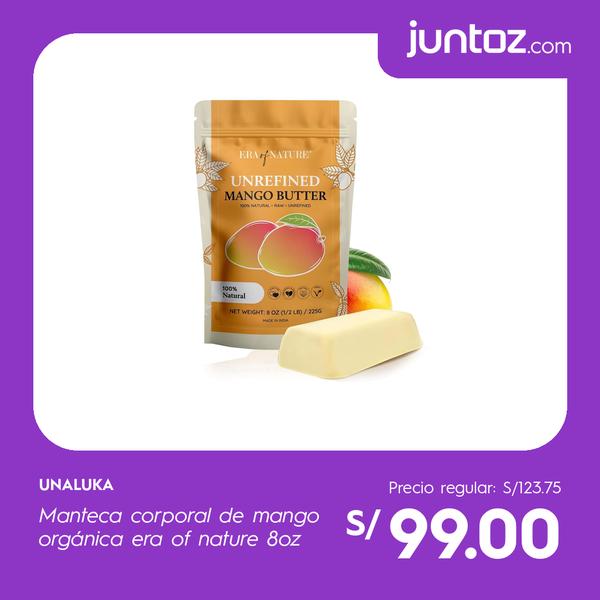 juntoz.com
ERA of NATURE
UNREFINED
MANGO BUTTER
100% NATURAL - RAW - UNREFINED
100%
Natural
NET WEIGHT: 8 OZ (1/2 LB) / 225G
MADE IN INDIA
UNALUKA
Manteca corporal de mango
orgánica era of nature 8oz
Precio regular: S/123.75
S/ 99.00